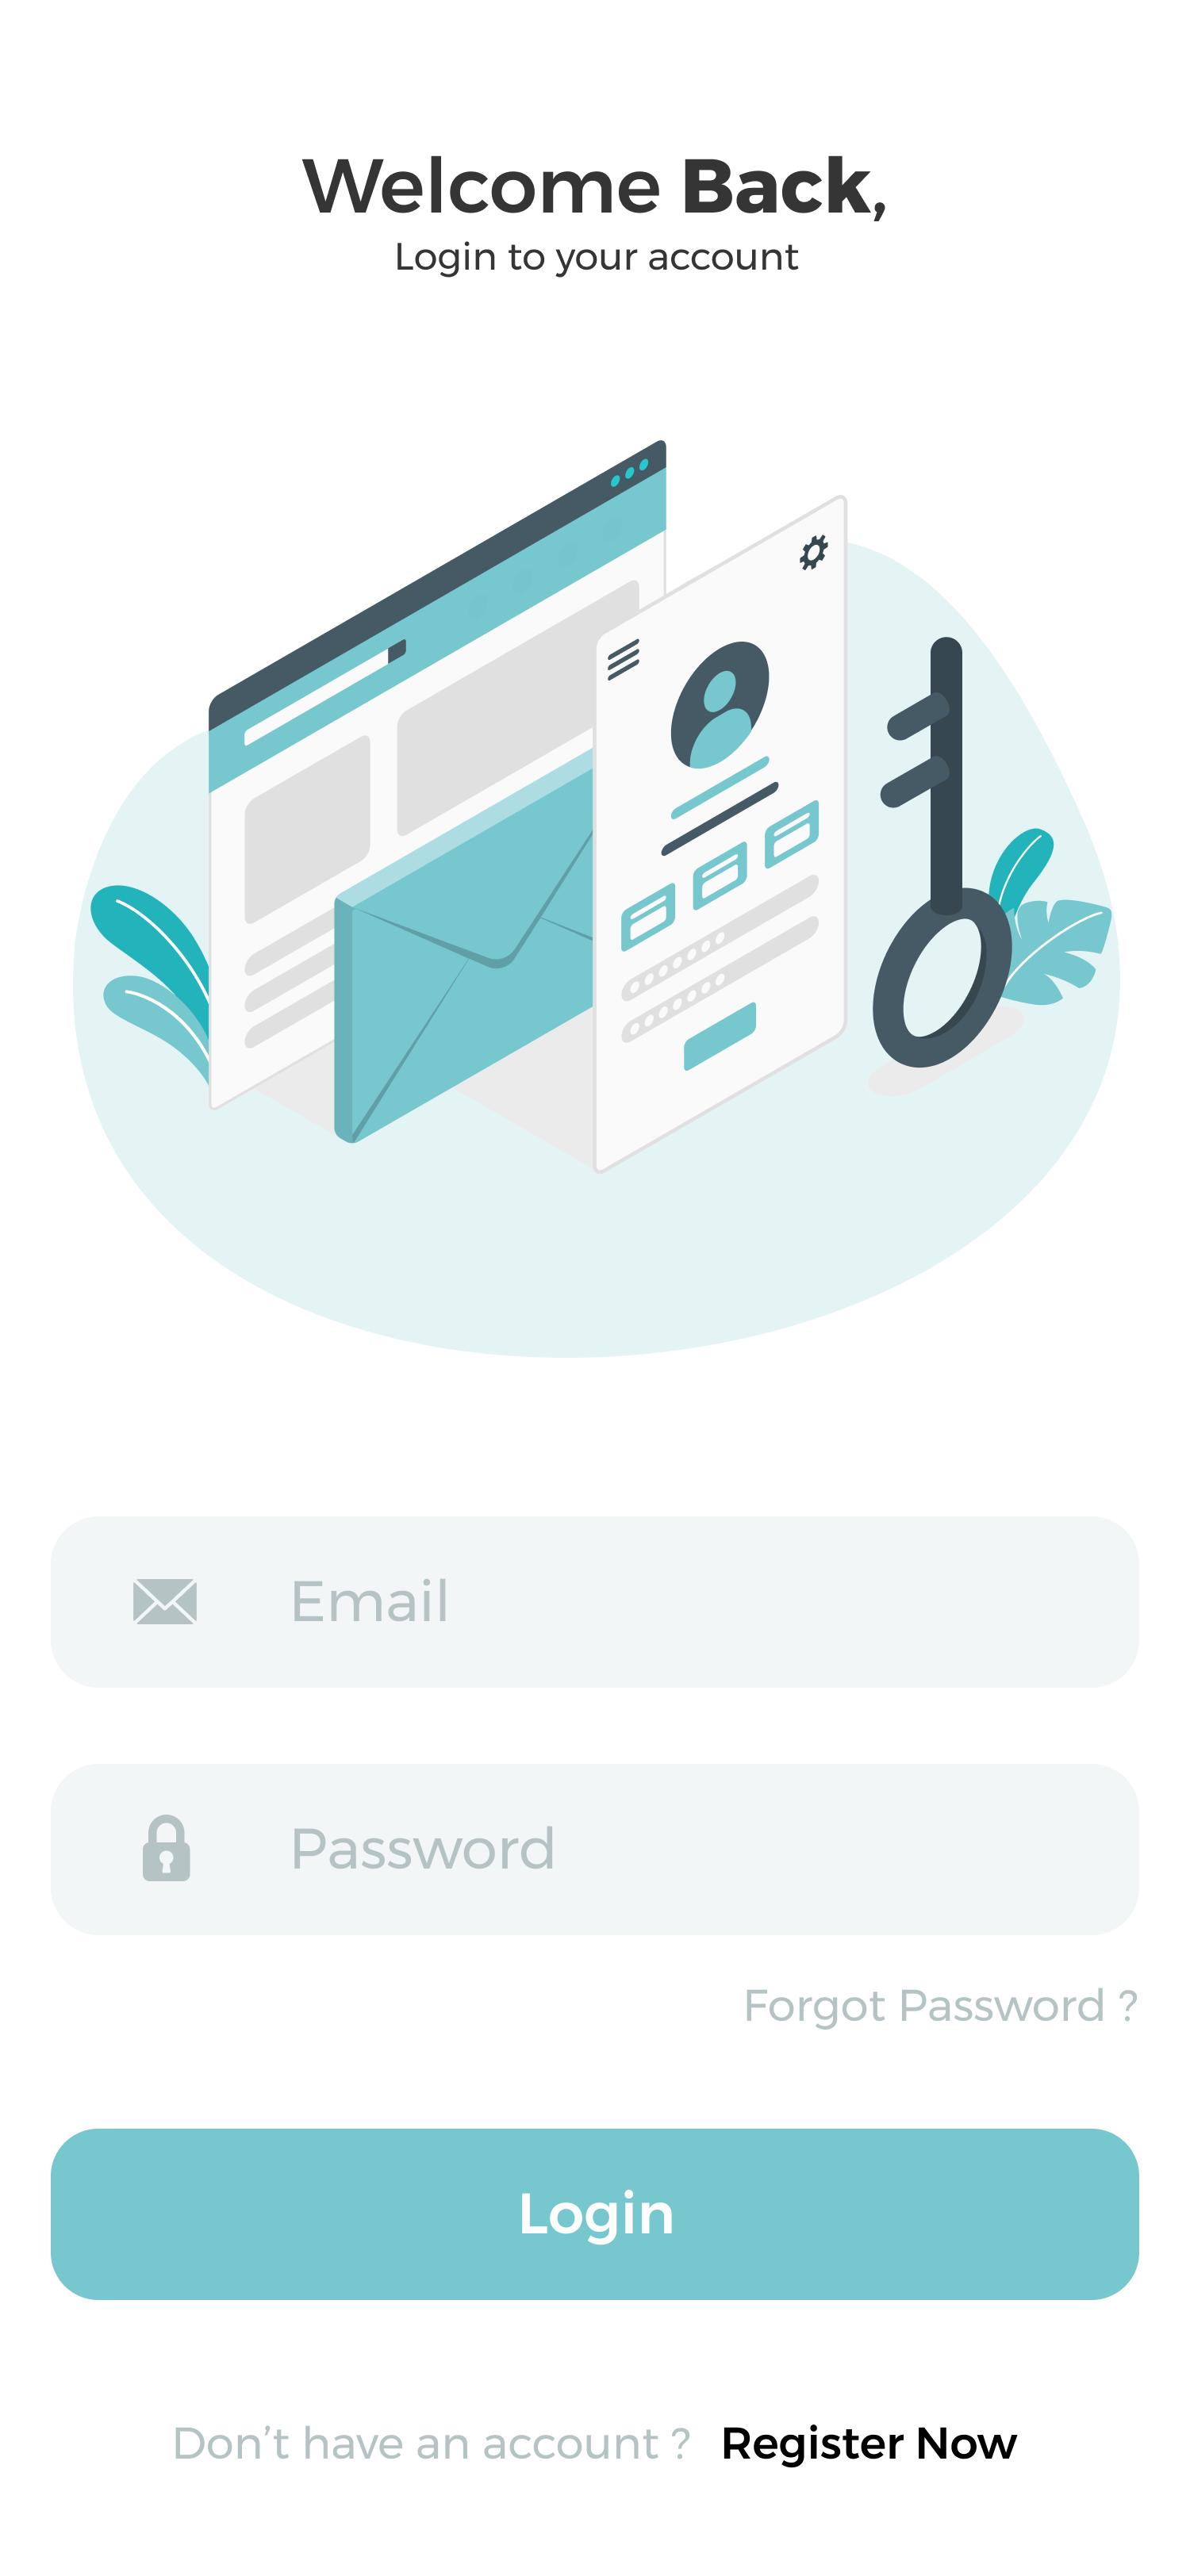 Welcome Back,
Login to your account
Email
Password
Forgot Password ?
Login
Don’t have an account ? Register Now